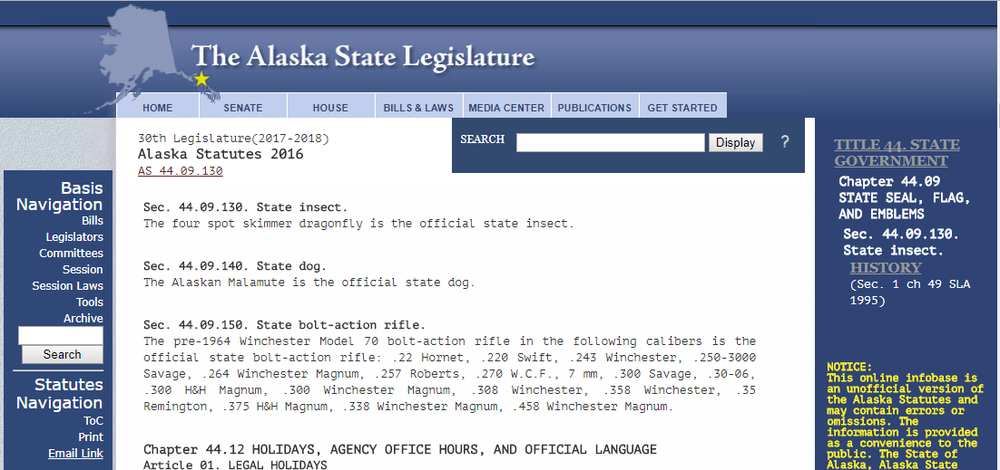 The Alaska State Legislature
HOME SENATE HOUSE BILLS & LAWS MEDIA CENTER PUBLICATIONS GET STARTED
30th Legislature(2017-2018)
Alaska Statutes 2016
AS 44.09.130
SEARCH Display ?
Basis
Navigation
Bills
Legislators
Committees
Session
Session Laws
Tools
Archive
Search
Statutes
Navigation
ToC
Print
Email Link
Sec. 44.09.130. State insect.
The four spot skimmer dragonfly is the official state insect.
Sec. 44.09.140. State dog.
The Alaskan Malamute is the official state dog.
Sec. 44.09.150. State bolt-action rifle.
The pre-1964 Winchester Model 70 bolt-action rifle in the following calibers is the
official state bolt-action rifle: .22 Hornet, .220 Swift, .243 Winchester, .250-3000
Savage, .264 Winchester Magnum, .257 Roberts, .270 W.C.F., 7 mm, .300 Savage, .30-06,
.300 H&H Magnum, .300 Winchester Magnum, .308 Winchester, .358 Winchester, .35
Remington, .375 H&H Magnum, .338 Winchester Magnum, .458 Winchester Magnum.
Chapter 44.12 HOLIDAYS, AGENCY OFFICE HOURS, AND OFFICIAL LANGUAGE
Article 01. LEGAL HOLIDAYS
TITLE 44. STATE
GOVERNMENT
Chapter 44.09
STATE SEAL, FLAG,
AND EMBLEMS
Sec. 44.09.130.
State insect.
HISTORY
(Sec. 1 ch 49 SLA
1995)
NOTICE:
This online infobase is
an unofficial version of
the Alaska Statutes and
may contain errors or
omissions. The
information is provided
as a convenience to the
public. The State of
Alaska, Alaska State